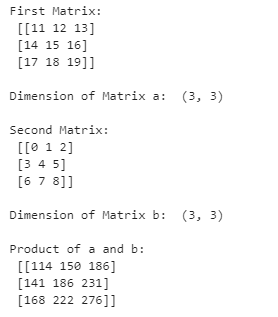 First Matrix:
[[11 12 13]
[14 15 16]
[17 18 19]]
Dimension of Matrix a: (3, 3)
Second Matrix:
[[0 1 2]
[3 4 5]
[6 7 8]]
Dimension of Matrix b: (3, 3)
Product of a and b:
[[114 150 186]
[141 186 231]
[168 222 276]]